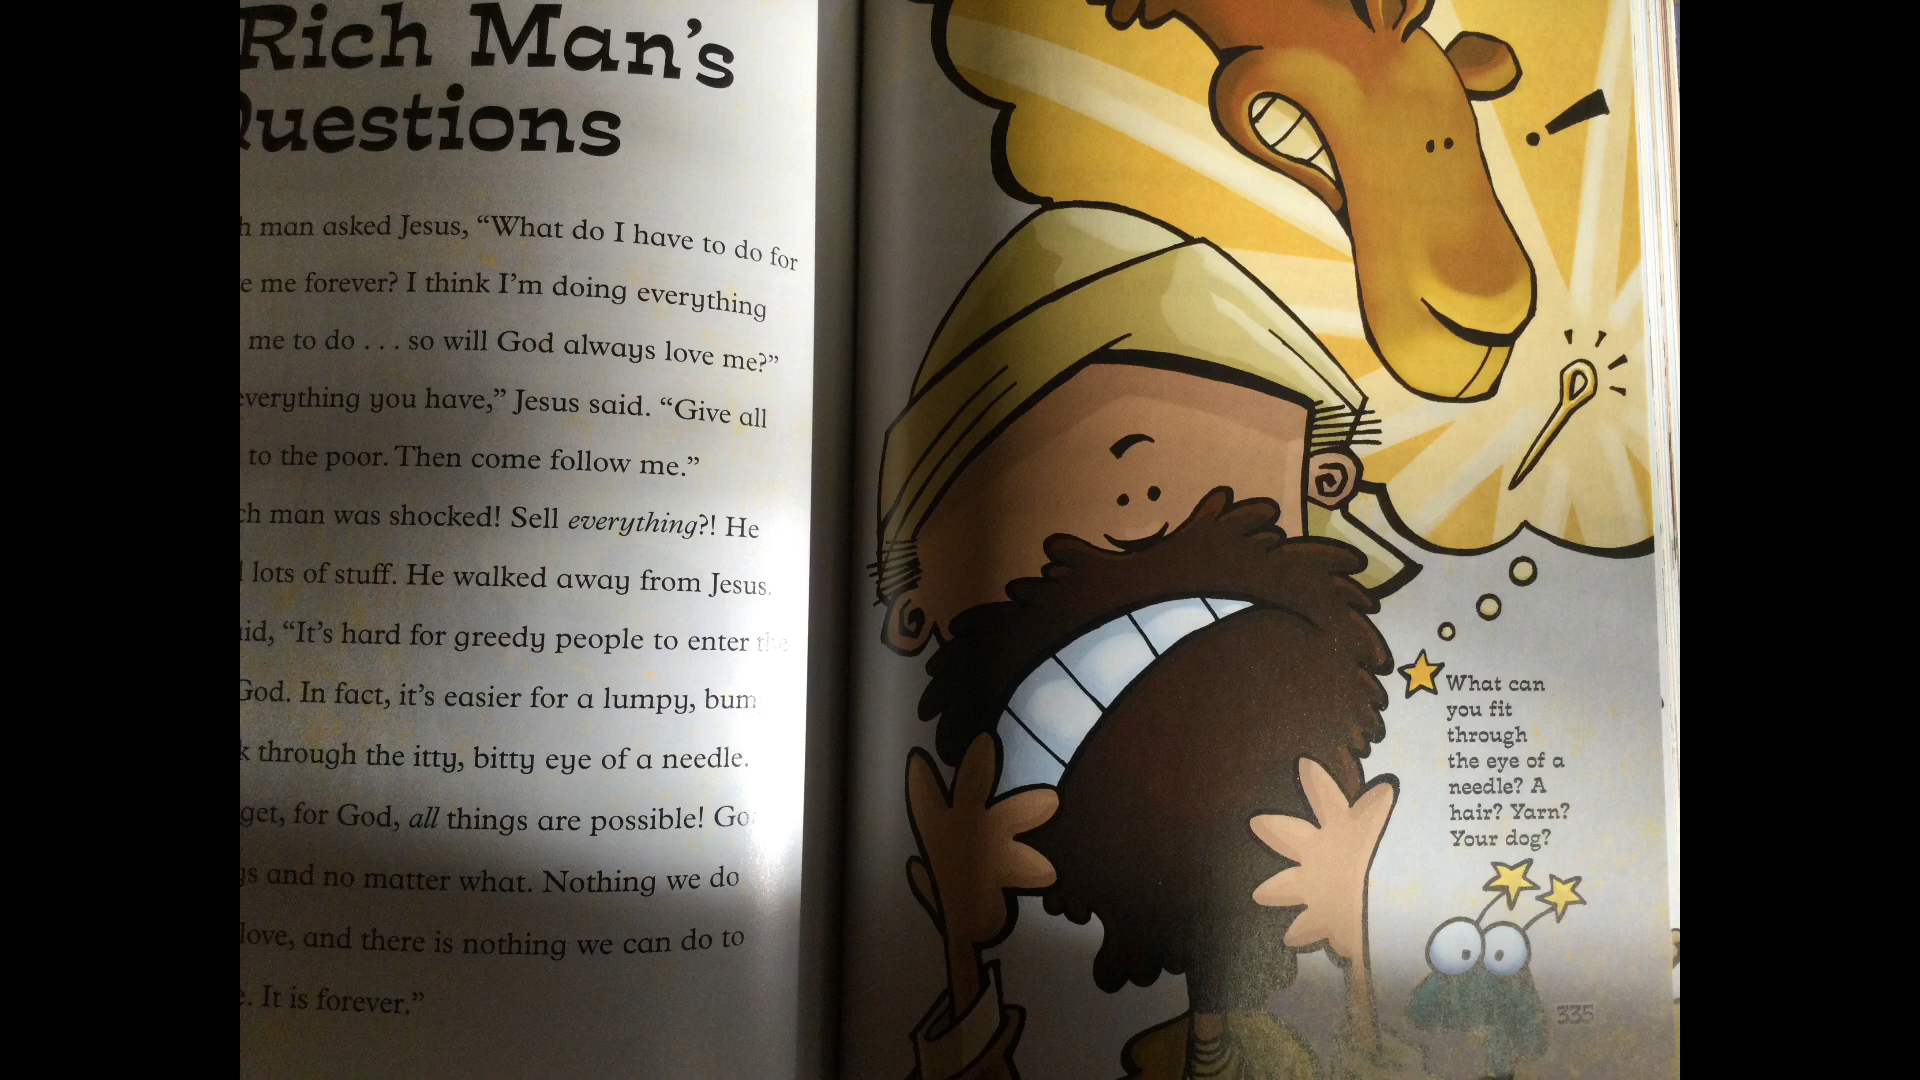 Rich Man's
Questions
man asked Jesus, “What do I have to do for
me forever? I think I'm doing everything
me to do . . . so will God always love me?”
everything you have,” Jesus said. “Give all
to the poor. Then come follow me.”
man was shocked! Sell everything?! He
lots of stuff. He walked away from Jesus.
“It's hard for greedy people to enter the
God. In fact, it's easier for a lumpy,
through the itty, bitty eye of a needle.
for God, all things are possible!
and no matter what. Nothing we do
love, and there is nothing we can do to
It is forever.”
What can
you fit
through
the eye of a
needle? A
hair? Yarn?
Your dog?
335